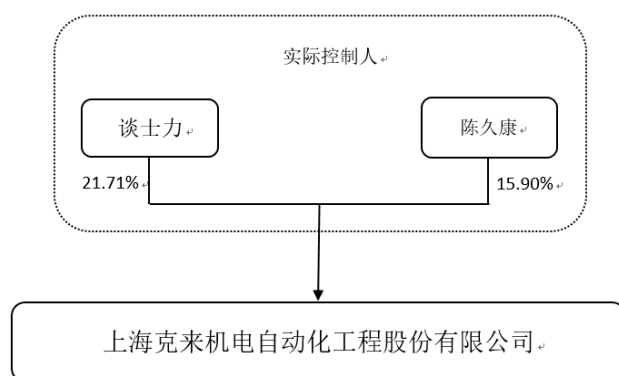 实际控制人
谈士力
陈久康
21.71%
15.90%
上海克来机电自动化工程股份有限公司